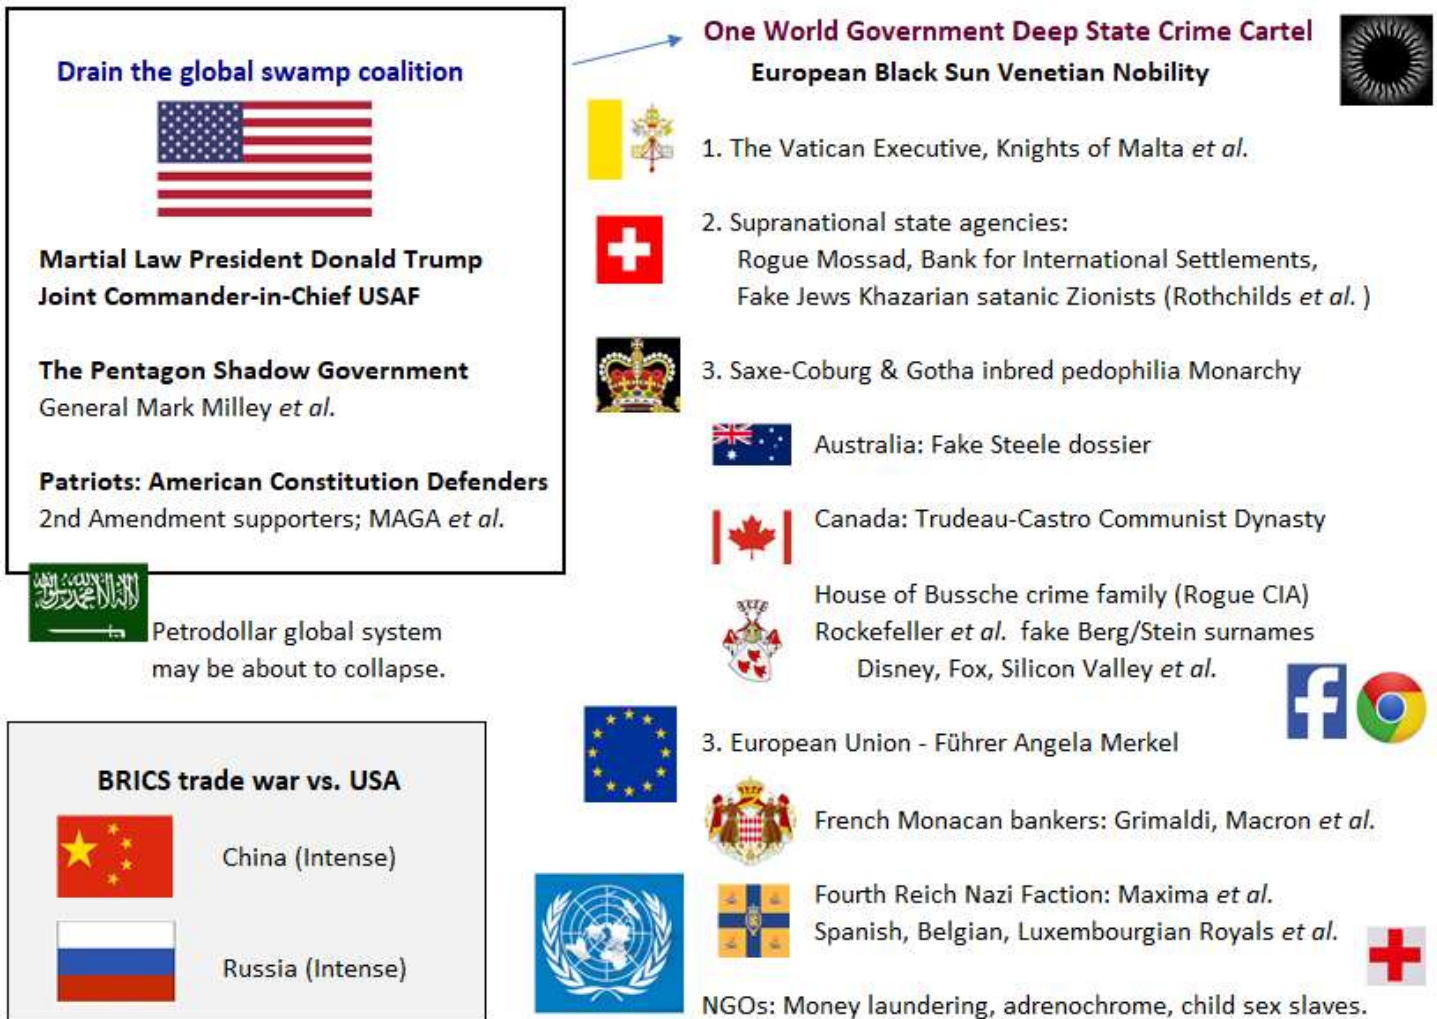 Drain the global swamp coalition
Martial Law President Donald Trump
Joint Commander-in-Chief USAF
The Pentagon Shadow Government
General Mark Milley et al.
Patriots: American Constitution Defenders
2nd Amendment supporters; MAGA et al.
Petrodollar global system
may be about to collapse.
BRICS trade war vs. USA
China (Intense)
Russia (Intense)
One World Government Deep State Crime Cartel
European Black Sun Venetian Nobility
1. The Vatican Executive, Knights of Malta et al.
2. Supranational state agencies:
Rogue Mossad, Bank for International Settlements,
Fake Jews Khazarian satanic Zionists (Rothchilds et al. )
3. Saxe-Coburg & Gotha inbred pedophilia Monarchy
Australia: Fake Steele dossier
Canada: Trudeau-Castro Communist Dynasty
House of Bussche crime family (Rogue CIA)
Rockefeller et al. fake Berg/Stein surnames
Disney, Fox, Silicon Valley et al.
3. European Union - Führer Angela Merkel
French Monacan bankers: Grimaldi, Macron et al.
Fourth Reich Nazi Faction: Maxima et al.
Spanish, Belgian, Luxembourgian Royals et al.
NGOs: Money laundering, adrenochrome, child sex slaves.